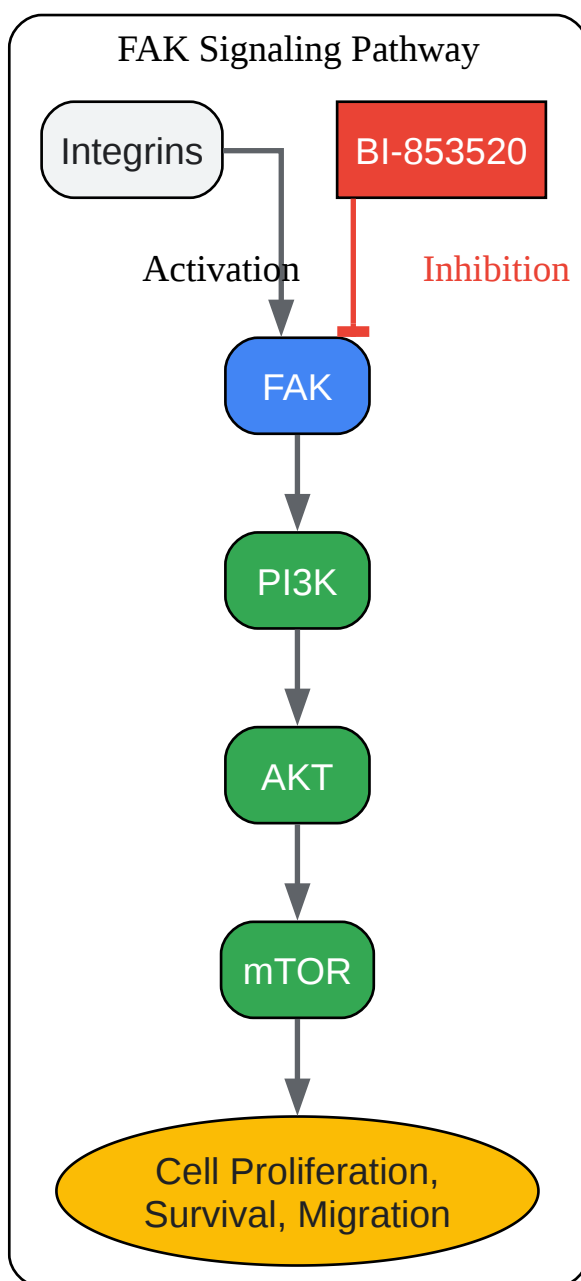 FAK Signaling Pathway
Integrins
BI-853520
Activation
Inhibition
FAK
PI3K
AKT
mTOR
Cell Proliferation,
Survival, Migration